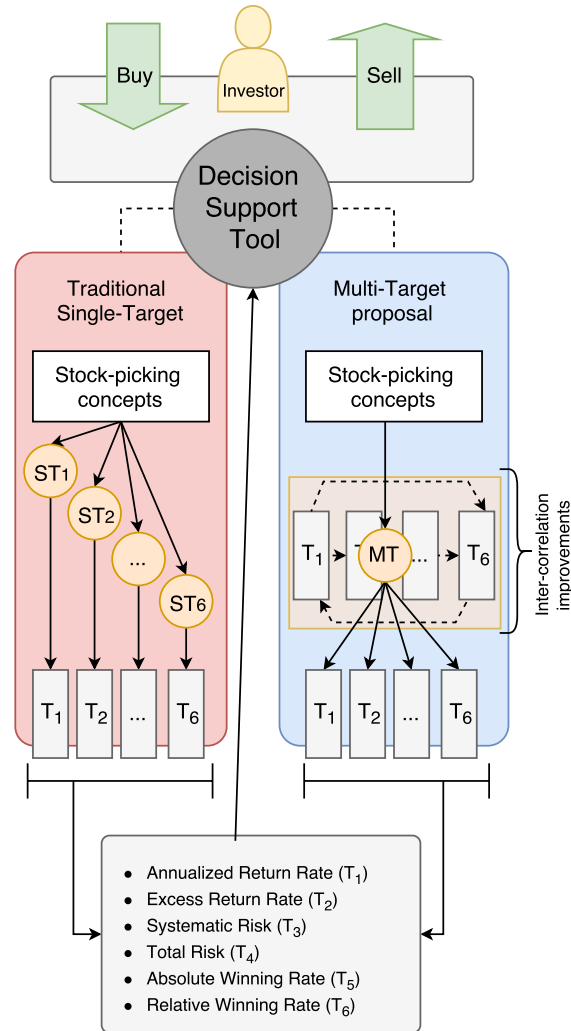 Buy
Investor
Sell
Decision
Support
Tool
Traditional
Single-Target
Stock-picking
concepts
ST1
ST2
...
ST6
T1
T2
...
T6
Multi-Target
proposal
Stock-picking
concepts
T1
MT
...
T6
Inter-correlation
improvements
T1
T2
...
T6
• Annualized Return Rate (T1)
• Excess Return Rate (T2)
• Systematic Risk (T3)
• Total Risk (T4)
• Absolute Winning Rate (T5)
• Relative Winning Rate (T6)